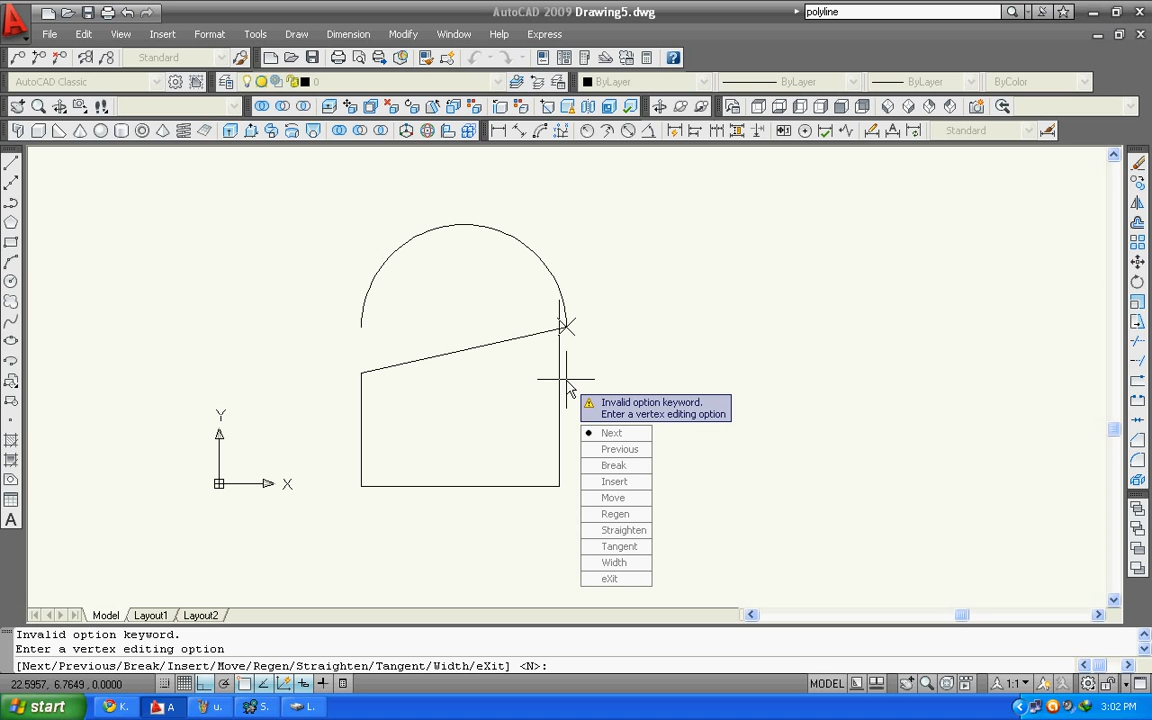 AutoCAD 2009 Drawing5.dwg
polyline
File Edit View Insert Format Tools Draw Dimension Modify Window Help Express
Standard
AutoCAD Classic
0
ByLayer
ByLayer
ByLayer
ByColor
Standard
Y
X
Invalid option keyword.
Enter a vertex editing option
Next
Previous
Break
Insert
Move
Regen
Straighten
Tangent
Width
eXit
A
Model Layout1 Layout2
Invalid option keyword.
Enter a vertex editing option
[Next/Previous/Break/Insert/Move/Regen/Straighten/Tangent/Width/eXit] <N>:
22.5957, 6.7649, 0.0000
MODEL
1:1
start
K.
A
u.
S.
L.
3:02 PM